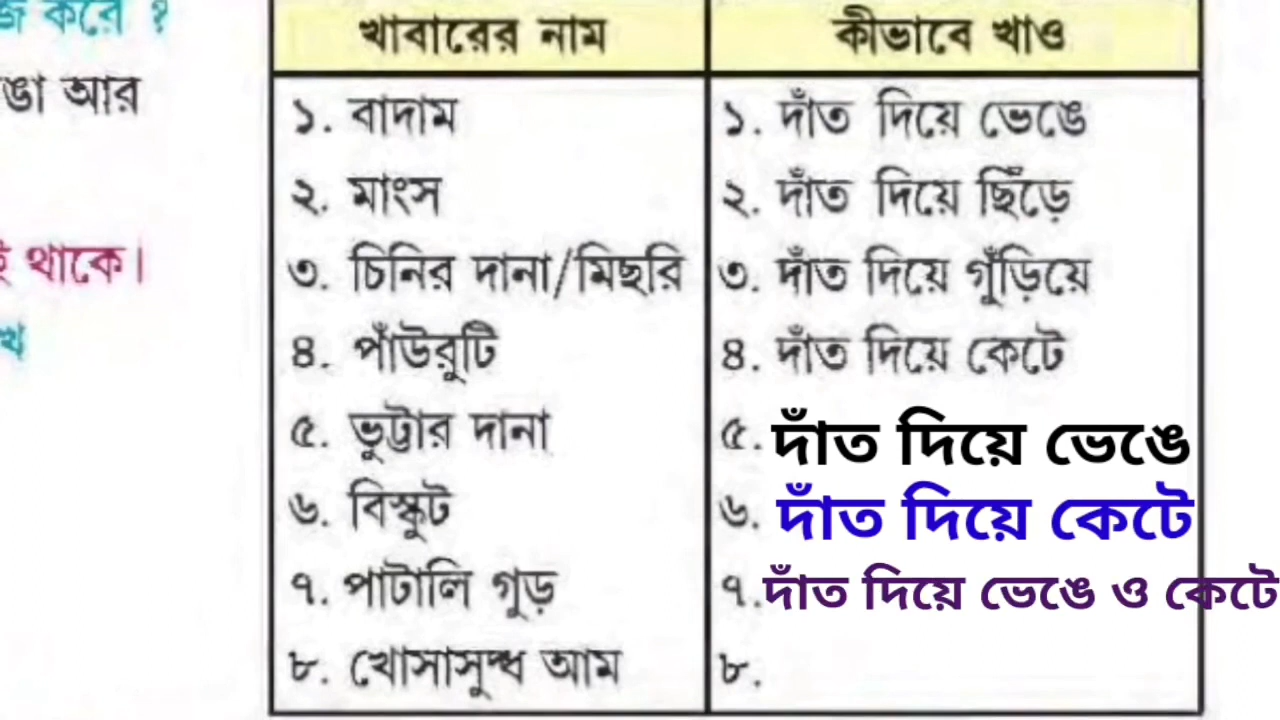 করে ?
আর
থাকে।
খাবারের নাম
কীভাবে খাও
১. বাদাম
১. দাঁত দিয়ে ভেঙে
২. মাংস
২. দাঁত দিয়ে ছিঁড়ে
৩. চিনির দানা/মিছরি
৩. দাঁত দিয়ে গুঁড়িয়ে
৪. পাঁউরুটি
৪. দাঁত দিয়ে কেটে
৫. ভুট্টার দানা
৫. দাঁত দিয়ে ভেঙে
৬. বিস্কুট
৬. দাঁত দিয়ে কেটে
৭. পাটালি গুড়
৭. দাঁত দিয়ে ভেঙে ও কেটে
৮. খোসাসুদ্ধ আম
৮.